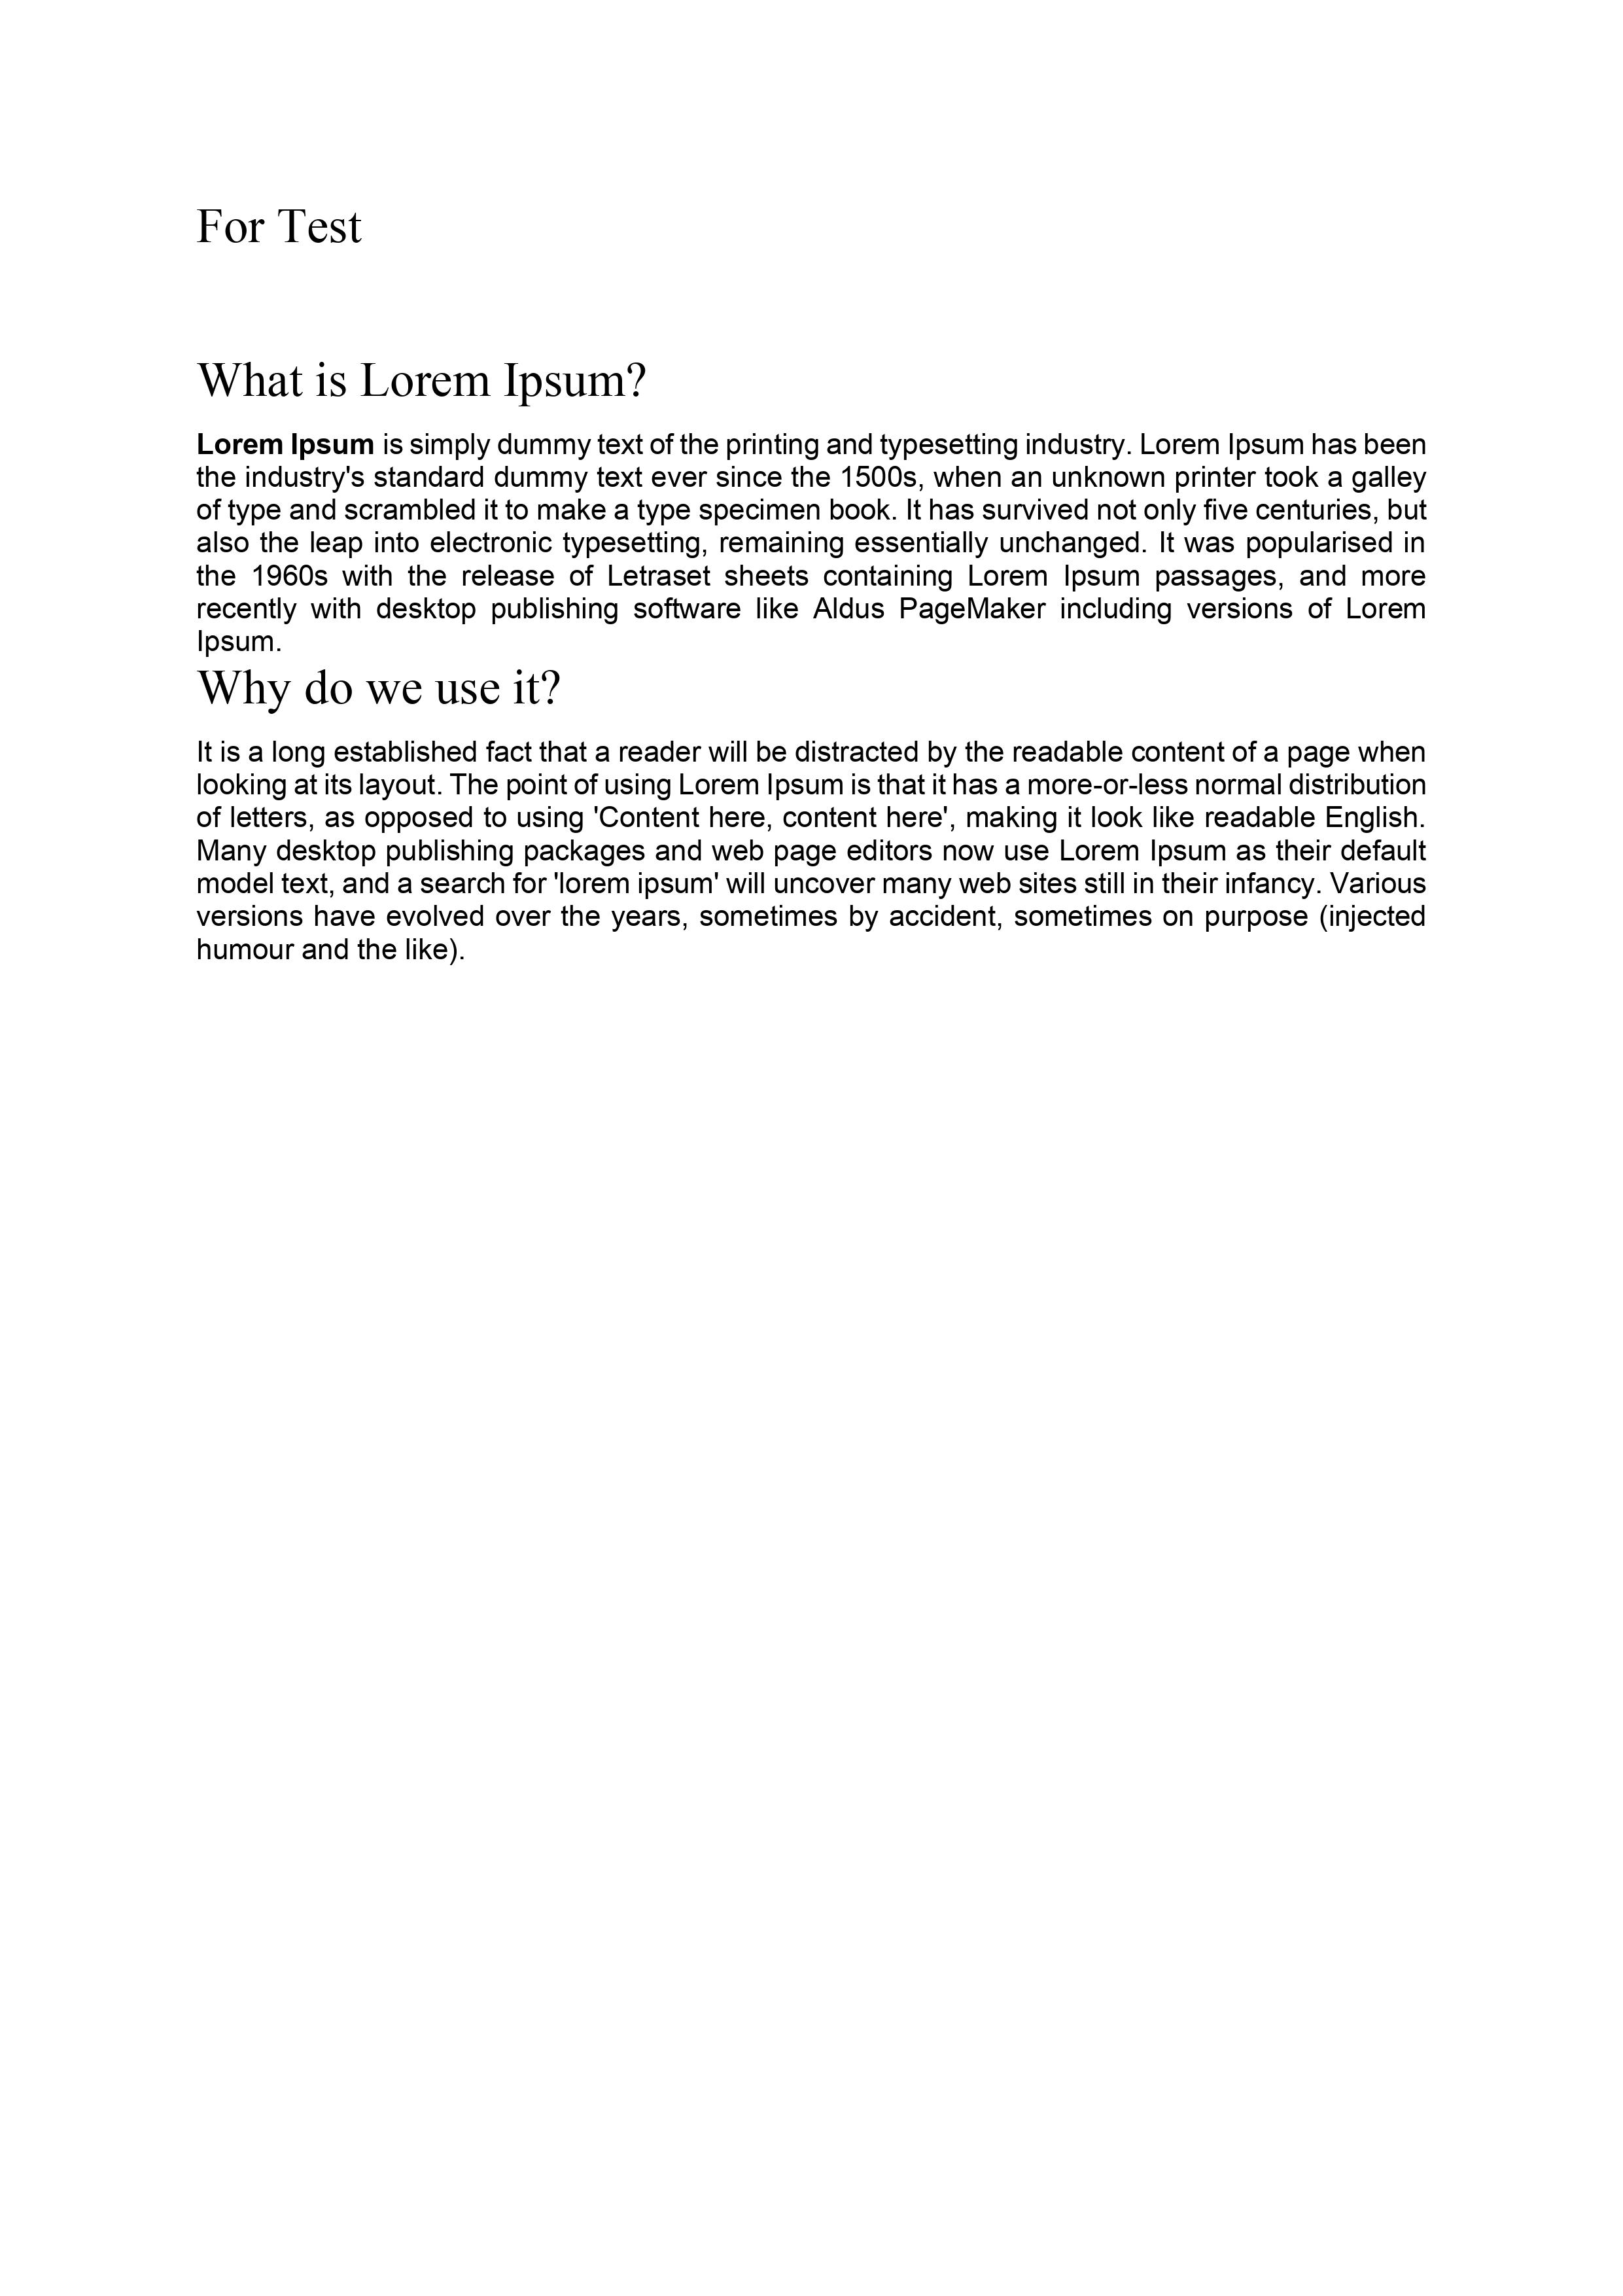 For Test
What is Lorem Ipsum?
Lorem Ipsum is simply dummy text of the printing and typesetting industry. Lorem Ipsum has been
the industry's standard dummy text ever since the 1500s, when an unknown printer took a galley
of type and scrambled it to make a type specimen book. It has survived not only five centuries, but
also the leap into electronic typesetting, remaining essentially unchanged. It was popularised in
the 1960s with the release of Letraset sheets containing Lorem Ipsum passages, and more
recently with desktop publishing software like Aldus PageMaker including versions of Lorem
Ipsum.
Why do we use it?
It is a long established fact that a reader will be distracted by the readable content of a page when
looking at its layout. The point of using Lorem Ipsum is that it has a more-or-less normal distribution
of letters, as opposed to using 'Content here, content here', making it look like readable English.
Many desktop publishing packages and web page editors now use Lorem Ipsum as their default
model text, and a search for 'lorem ipsum' will uncover many web sites still in their infancy. Various
versions have evolved over the years, sometimes by accident, sometimes on purpose (injected
humour and the like).